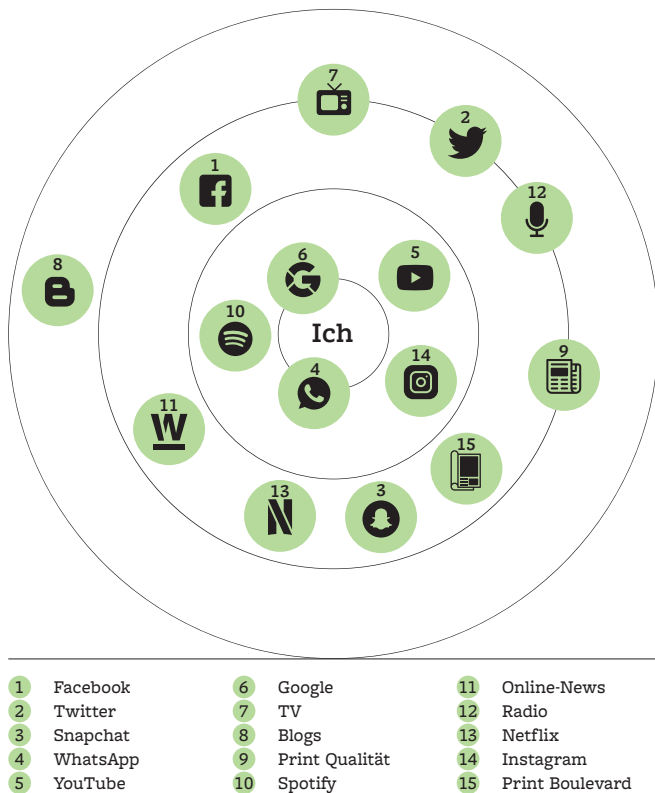 7
2
1
12
6
5
8
10
Ich
14
9
4
11
15
13
3
1 Facebook
2 Twitter
3 Snapchat
4 WhatsApp
5 YouTube
6 Google
7 TV
8 Blogs
9 Print Qualität
10 Spotify
11 Online-News
12 Radio
13 Netflix
14 Instagram
15 Print Boulevard